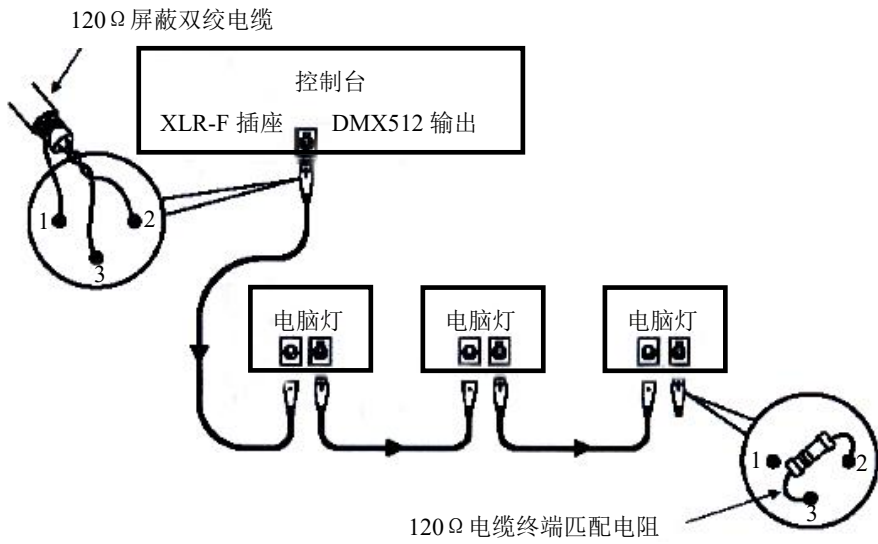 120Ω屏蔽双绞电缆
控制台
XLR-F 插座 DMX512 输出
1
2
3
电脑灯
电脑灯
电脑灯
1
2
3
120Ω电缆终端匹配电阻